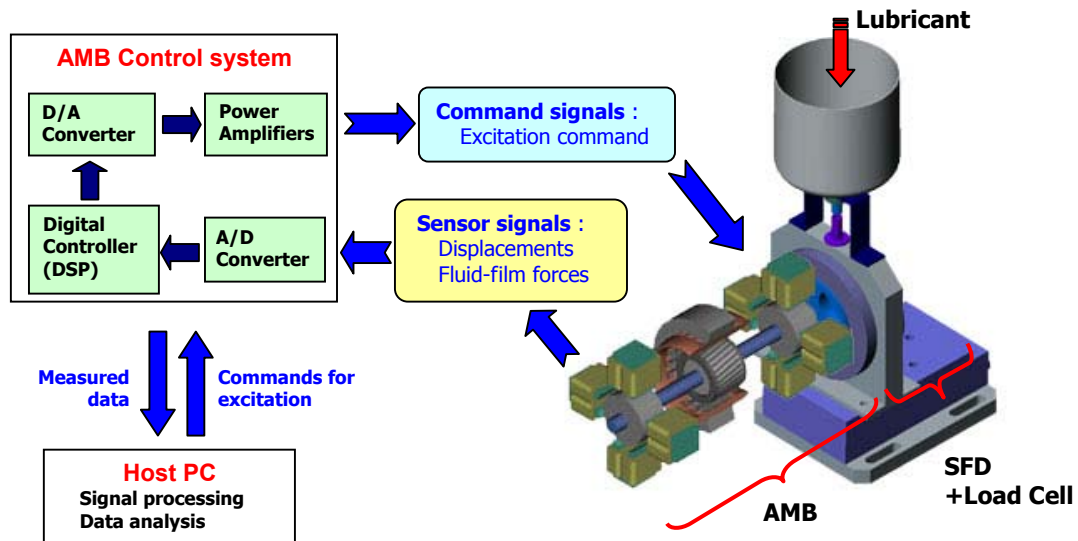 AMB Control system
D/A
Converter
Power
Amplifiers
Digital
Controller
(DSP)
A/D
Converter
Command signals :
Excitation command
Sensor signals :
Displacements
Fluid-film forces
Measured
data
Commands for
excitation
Host PC
Signal processing
Data analysis
Lubricant
AMB
SFD
+Load Cell